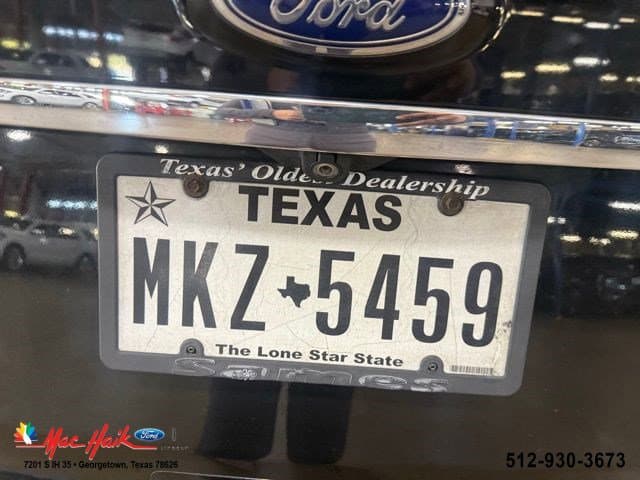 Ford
Texas' Oldest Dealership
TEXAS
MKZ 5459
The Lone Star State
Sames
Mac Haik Ford
7201 S IH 35 • Georgetown, Texas 78626
512-930-3673